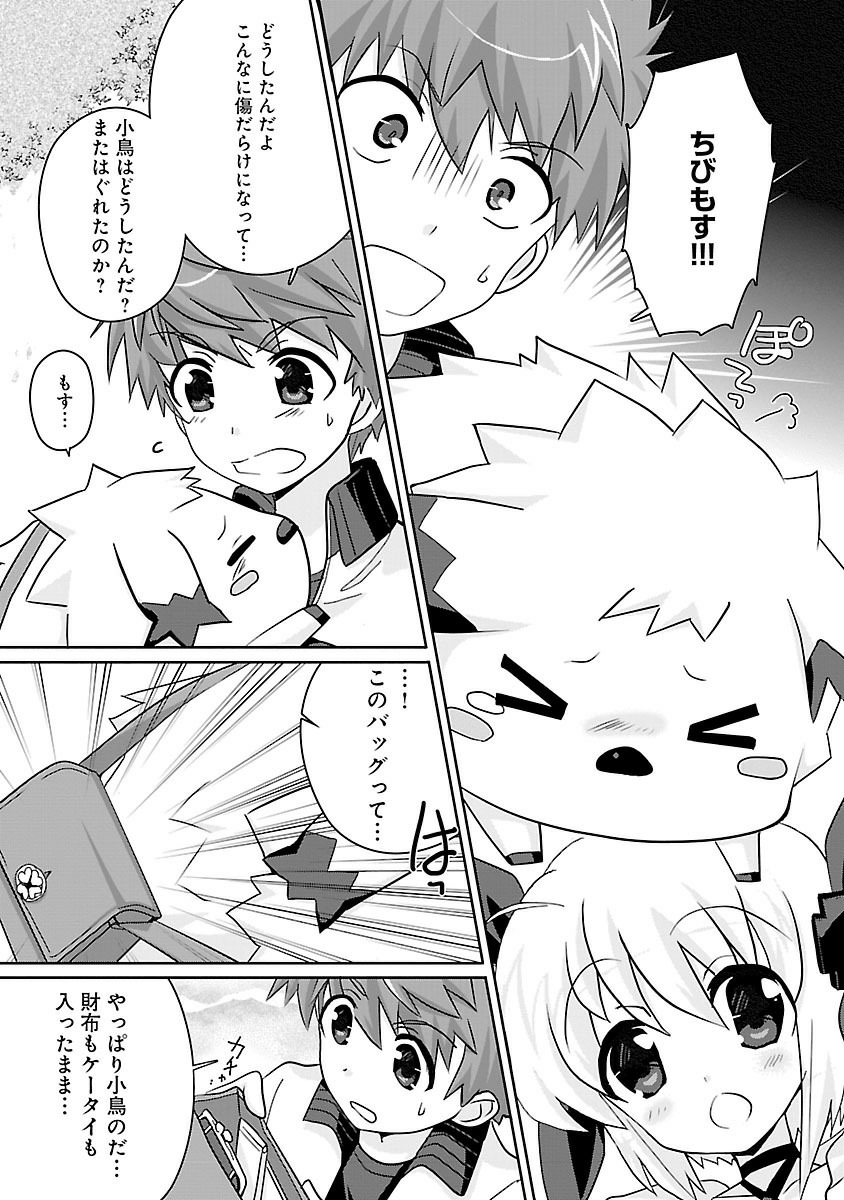 ちびもす!!!
ぽてっ
どうしたんだよ
こんなに傷だらけになって…
小鳥はどうしたんだ?
またはぐれたのか?
もす…
…!
このバッグって…
はっ
やっぱり小鳥のだ…
財布もケータイも
入ったまま…
カチャ